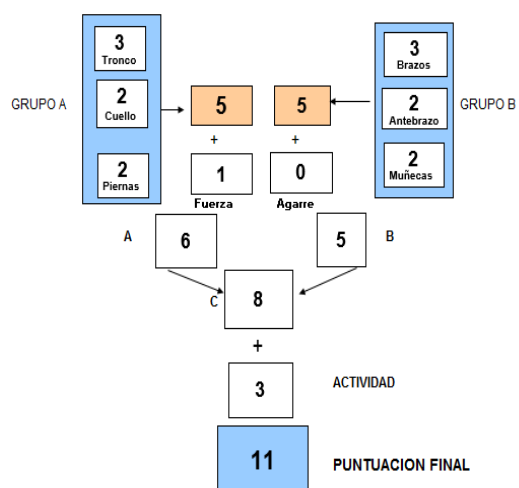 3
Tronco
2
Cuello
2
Piernas
GRUPO A
5
5
3
Brazos
2
Antebrazo
2
Muñecas
GRUPO B
+
+
1
0
Fuerza
Agarre
A
6
5
B
C
8
+
3
ACTIVIDAD
11
PUNTUACION FINAL